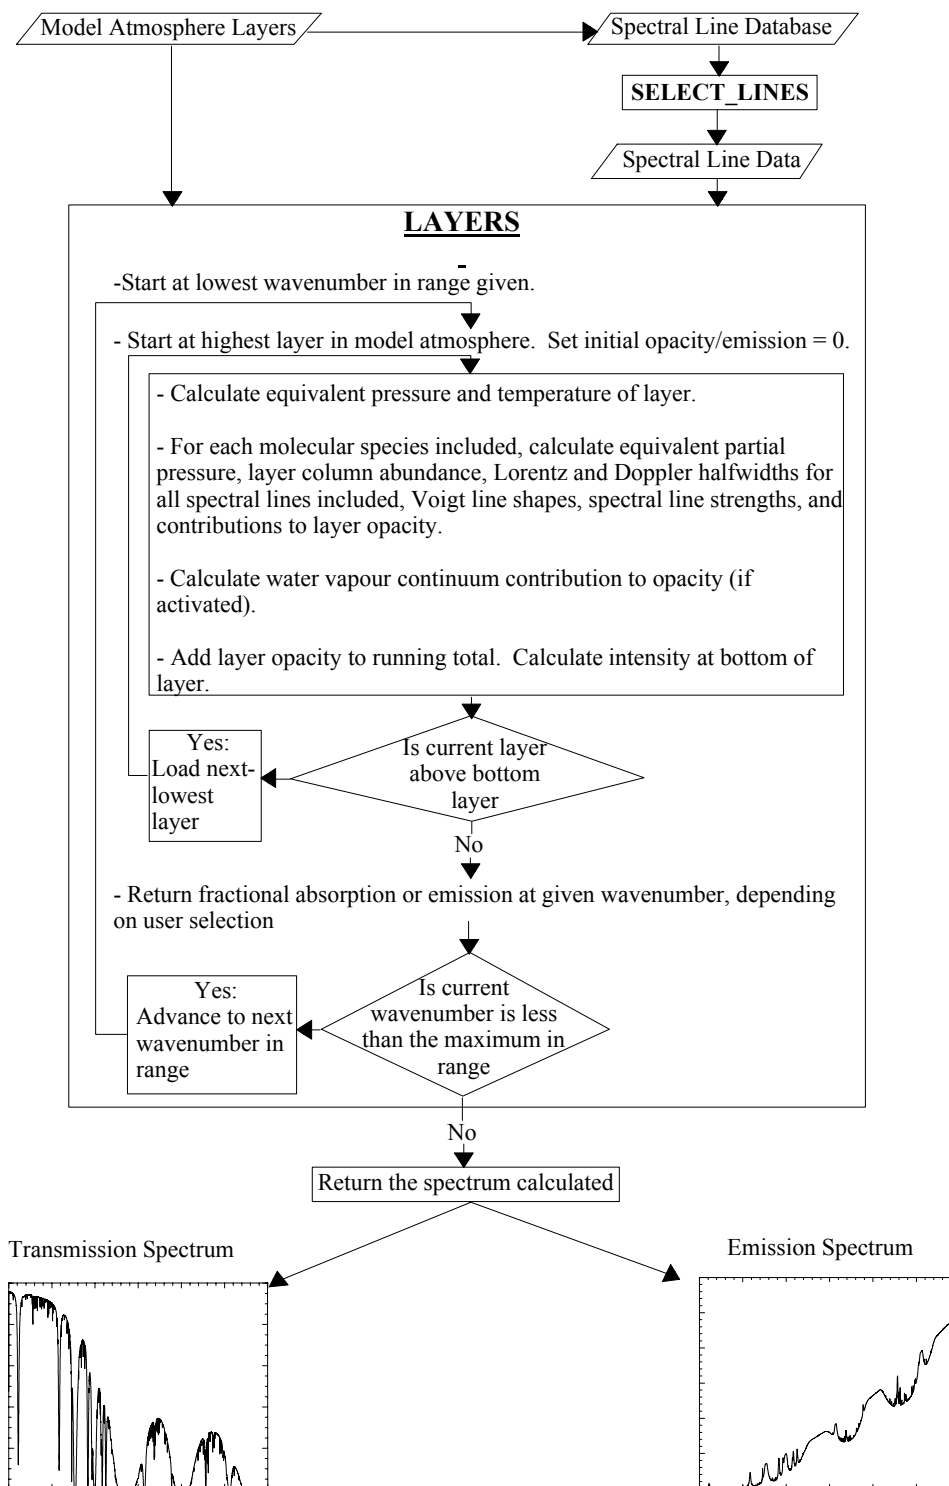 Model Atmosphere Layers
Spectral Line Database
SELECT_LINES
Spectral Line Data
LAYERS
-
-Start at lowest wavenumber in range given.
- Start at highest layer in model atmosphere.  Set initial opacity/emission = 0.
- Calculate equivalent pressure and temperature of layer.
- For each molecular species included, calculate equivalent partial
pressure, layer column abundance, Lorentz and Doppler halfwidths for
all spectral lines included, Voigt line shapes, spectral line strengths, and
contributions to layer opacity.
- Calculate water vapour continuum contribution to opacity (if
activated).
- Add layer opacity to running total.  Calculate intensity at bottom of
layer.
Is current layer
above bottom
layer
Yes:
Load next-
lowest
layer
No
- Return fractional absorption or emission at given wavenumber, depending
on user selection
Is current
wavenumber is less
than the maximum in
range
Yes:
Advance to next
wavenumber in
range
No
Return the spectrum calculated
Transmission Spectrum
Emission Spectrum